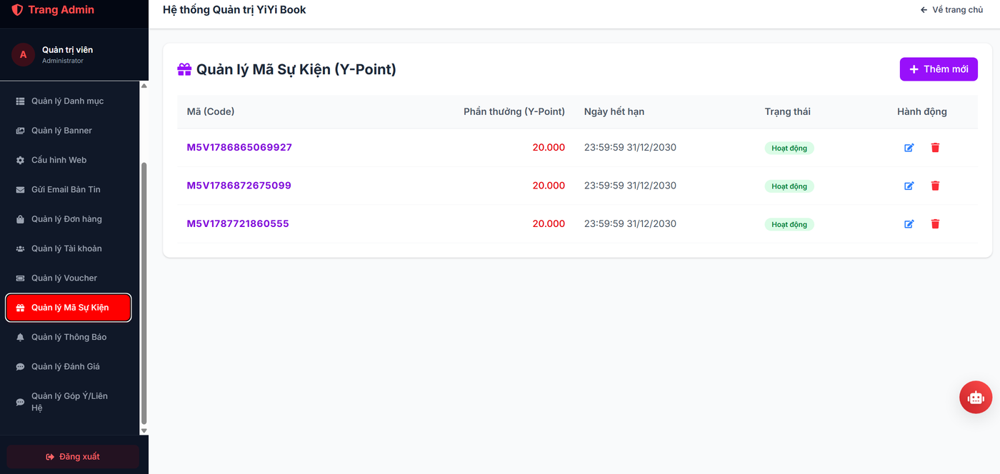 Trang Admin
Hệ thống Quản trị YiYi Book
Về trang chủ
A
Quản trị viên
Administrator
Quản lý Danh mục
Quản lý Banner
Cấu hình Web
Gửi Email Bản Tin
Quản lý Đơn hàng
Quản lý Tài khoản
Quản lý Voucher
Quản lý Mã Sự Kiện
Quản lý Thông Báo
Quản lý Đánh Giá
Quản lý Góp Ý/Liên
Hệ
Đăng xuất
Quản lý Mã Sự Kiện (Y-Point)
Thêm mới
Mã (Code) Phần thưởng (Y-Point) Ngày hết hạn Trạng thái Hành động
M5V1786865069927 20.000 23:59:59 31/12/2030 Hoạt động
M5V1786872675099 20.000 23:59:59 31/12/2030 Hoạt động
M5V1787721860555 20.000 23:59:59 31/12/2030 Hoạt động